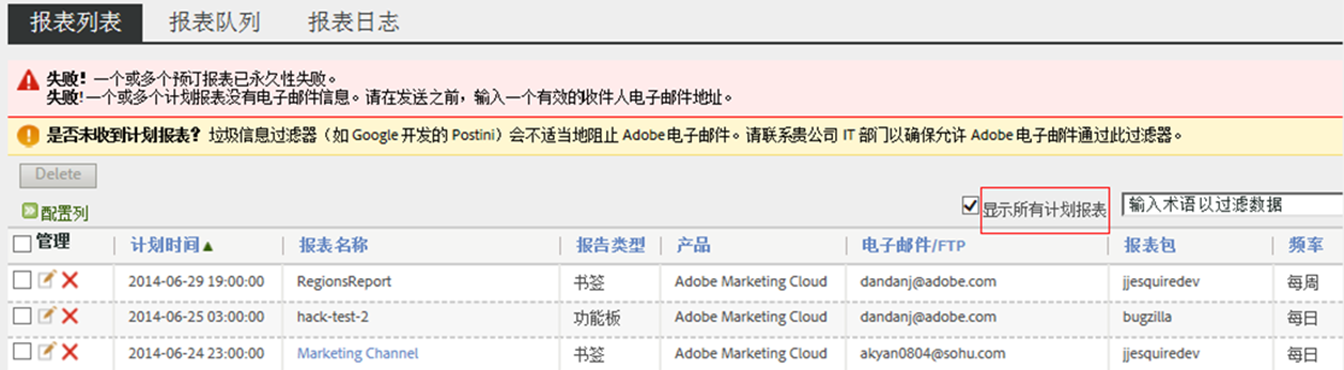 报表列表 报表队列 报表日志
失败！一个或多个预订报表已永久性失败。
失败!一个或多个计划报表没有电子邮件信息。请在发送之前，输入一个有效的收件人电子邮件地址。
是否未收到计划报表？垃圾信息过滤器（如 Google 开发的 Postini）会不适当地阻止 Adobe 电子邮件。请联系贵公司 IT 部门以确保允许 Adobe 电子邮件通过此过滤器。
Delete
配置列 显示所有计划报表 输入术语以过滤数据
管理 计划时间 报表名称 报告类型 产品 电子邮件/FTP 报表包 频率
2014-06-29 19:00:00 RegionsReport 书签 Adobe Marketing Cloud dandanj@adobe.com jjesquiredev 每周
2014-06-25 03:00:00 hack-test-2 功能板 Adobe Marketing Cloud dandanj@adobe.com bugzilla 每日
2014-06-24 23:00:00 Marketing Channel 书签 Adobe Marketing Cloud akyan0804@sohu.com jjesquiredev 每日